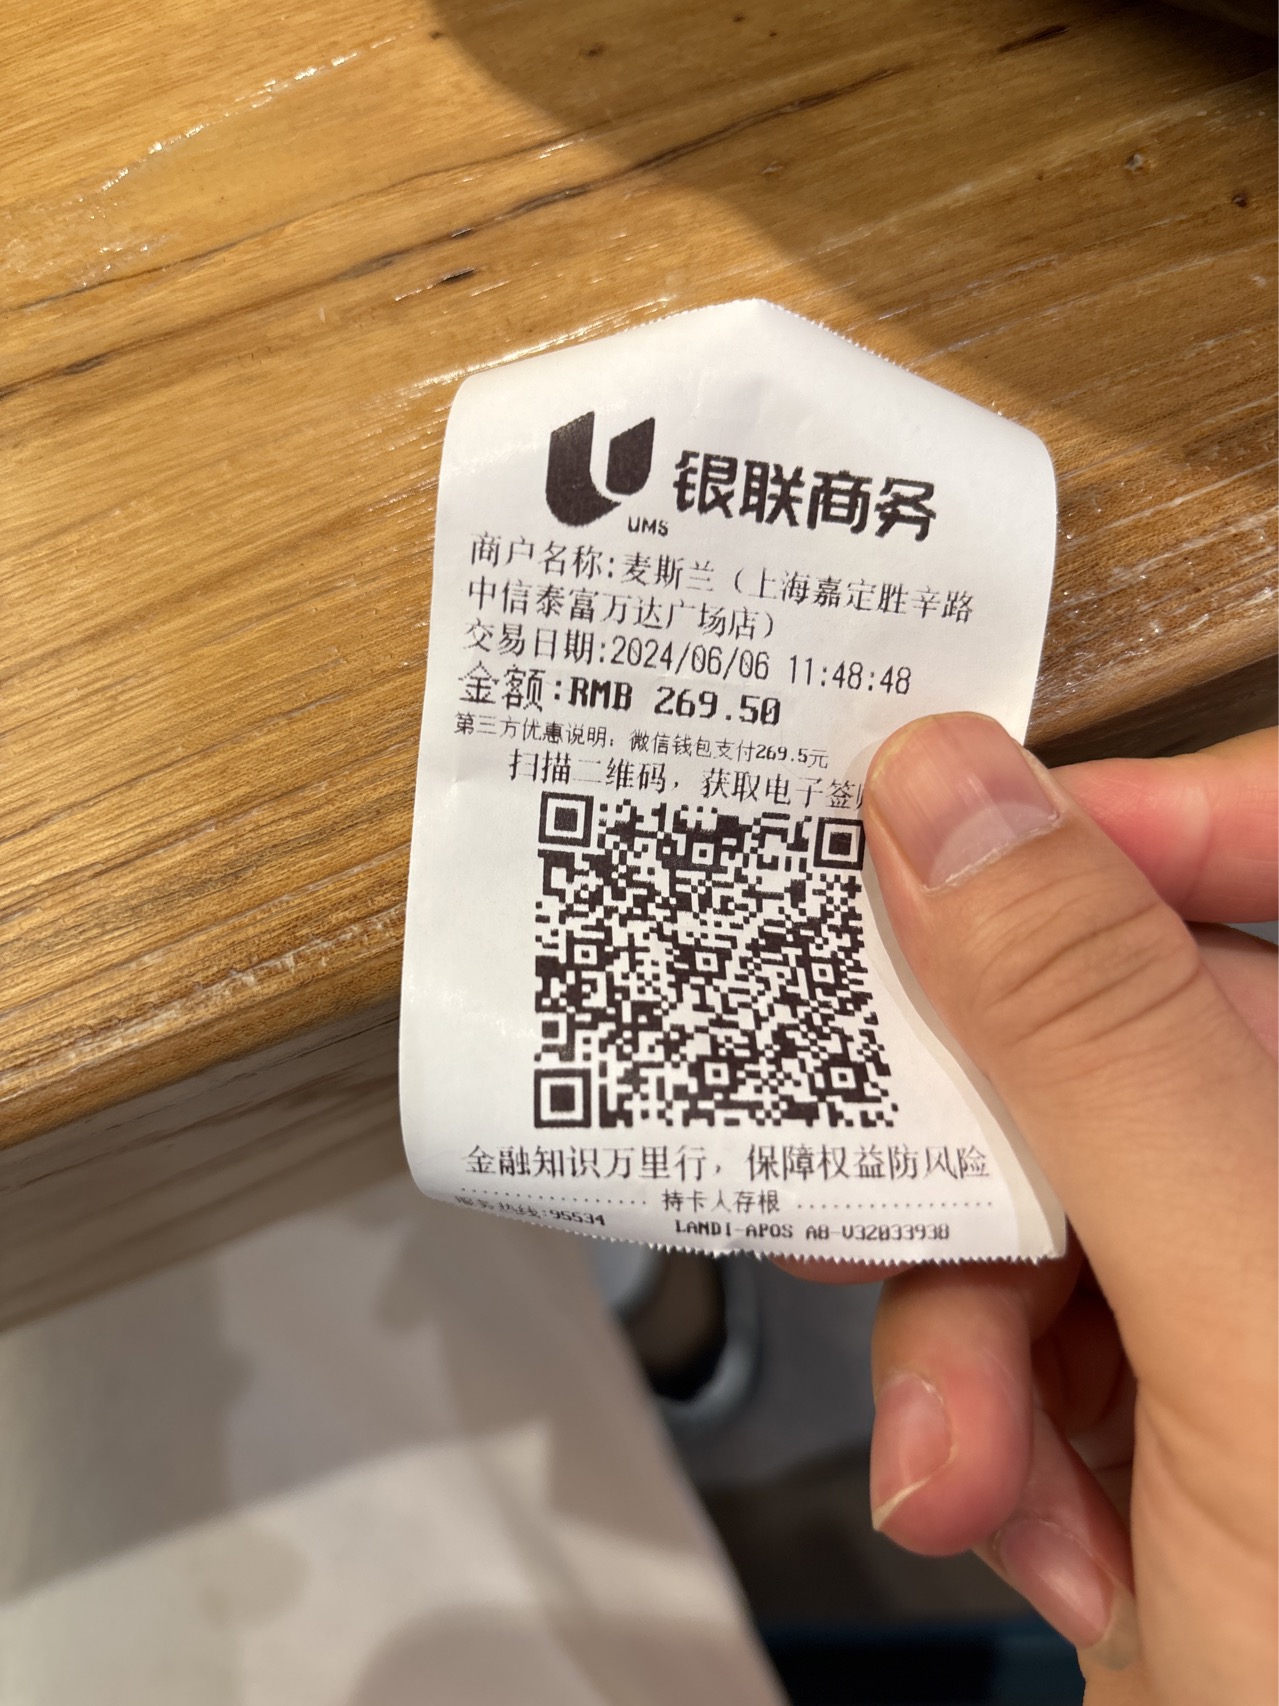 UMS 银联商务
商户名称:麦斯兰（上海嘉定胜辛路
中信泰富万达广场店）
交易日期:2024/06/06 11:48:48
金额:RMB 269.50
第三方优惠说明：微信钱包支付269.5元
扫描二维码，获取电子签
金融知识万里行，保障权益防风险
持卡人存根
服务热线:95534 LANDI-APOS A8-V32033938